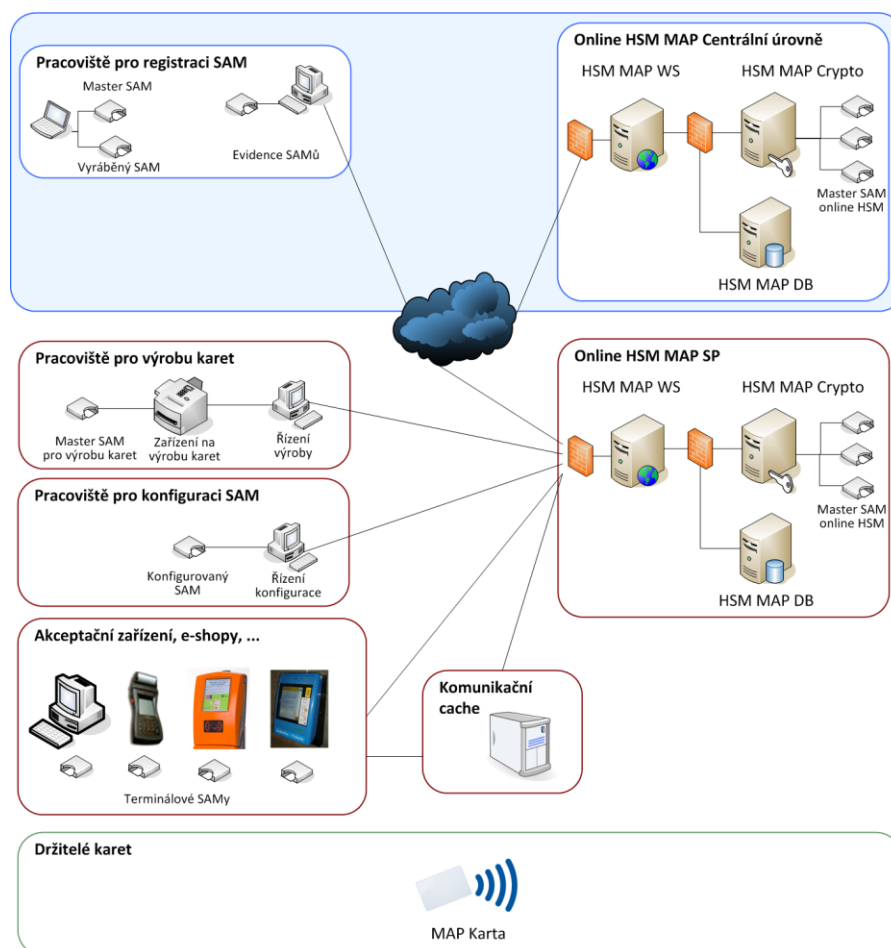 Pracoviště pro registraci SAM
Master SAM
Vyráběný SAM
Evidence SAMů
Online HSM MAP Centrální úrovně
HSM MAP WS
HSM MAP Crypto
Master SAM
online HSM
HSM MAP DB
Pracoviště pro výrobu karet
Master SAM
pro výrobu karet
Zařízení na
výrobu karet
Řízení
výroby
Online HSM MAP SP
HSM MAP WS
HSM MAP Crypto
Master SAM
online HSM
HSM MAP DB
Pracoviště pro konfiguraci SAM
Konfigurovaný
SAM
Řízení
konfigurace
Akceptační zařízení, e-shopy, ...
Terminálové SAMy
Komunikační
cache
Držitelé karet
MAP Karta